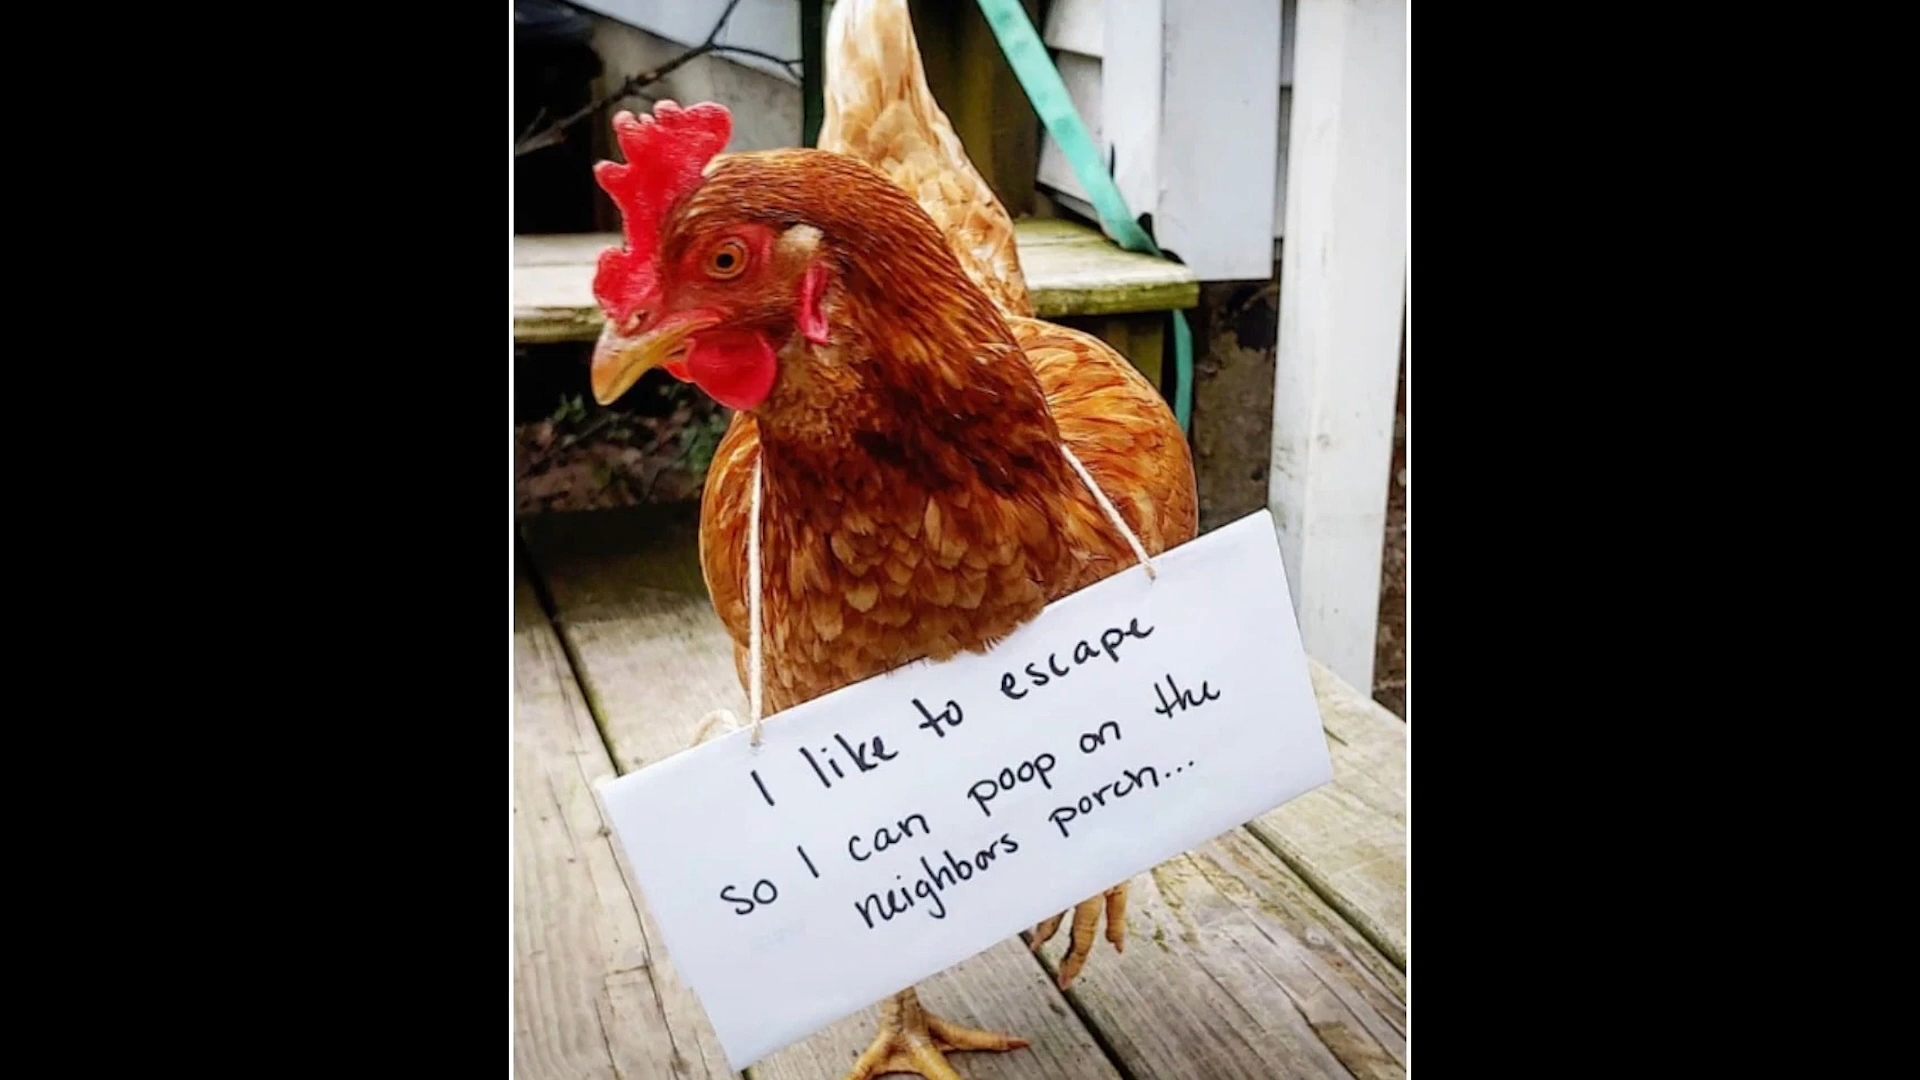 I like to escape
so I can poop on the
neighbors porch...